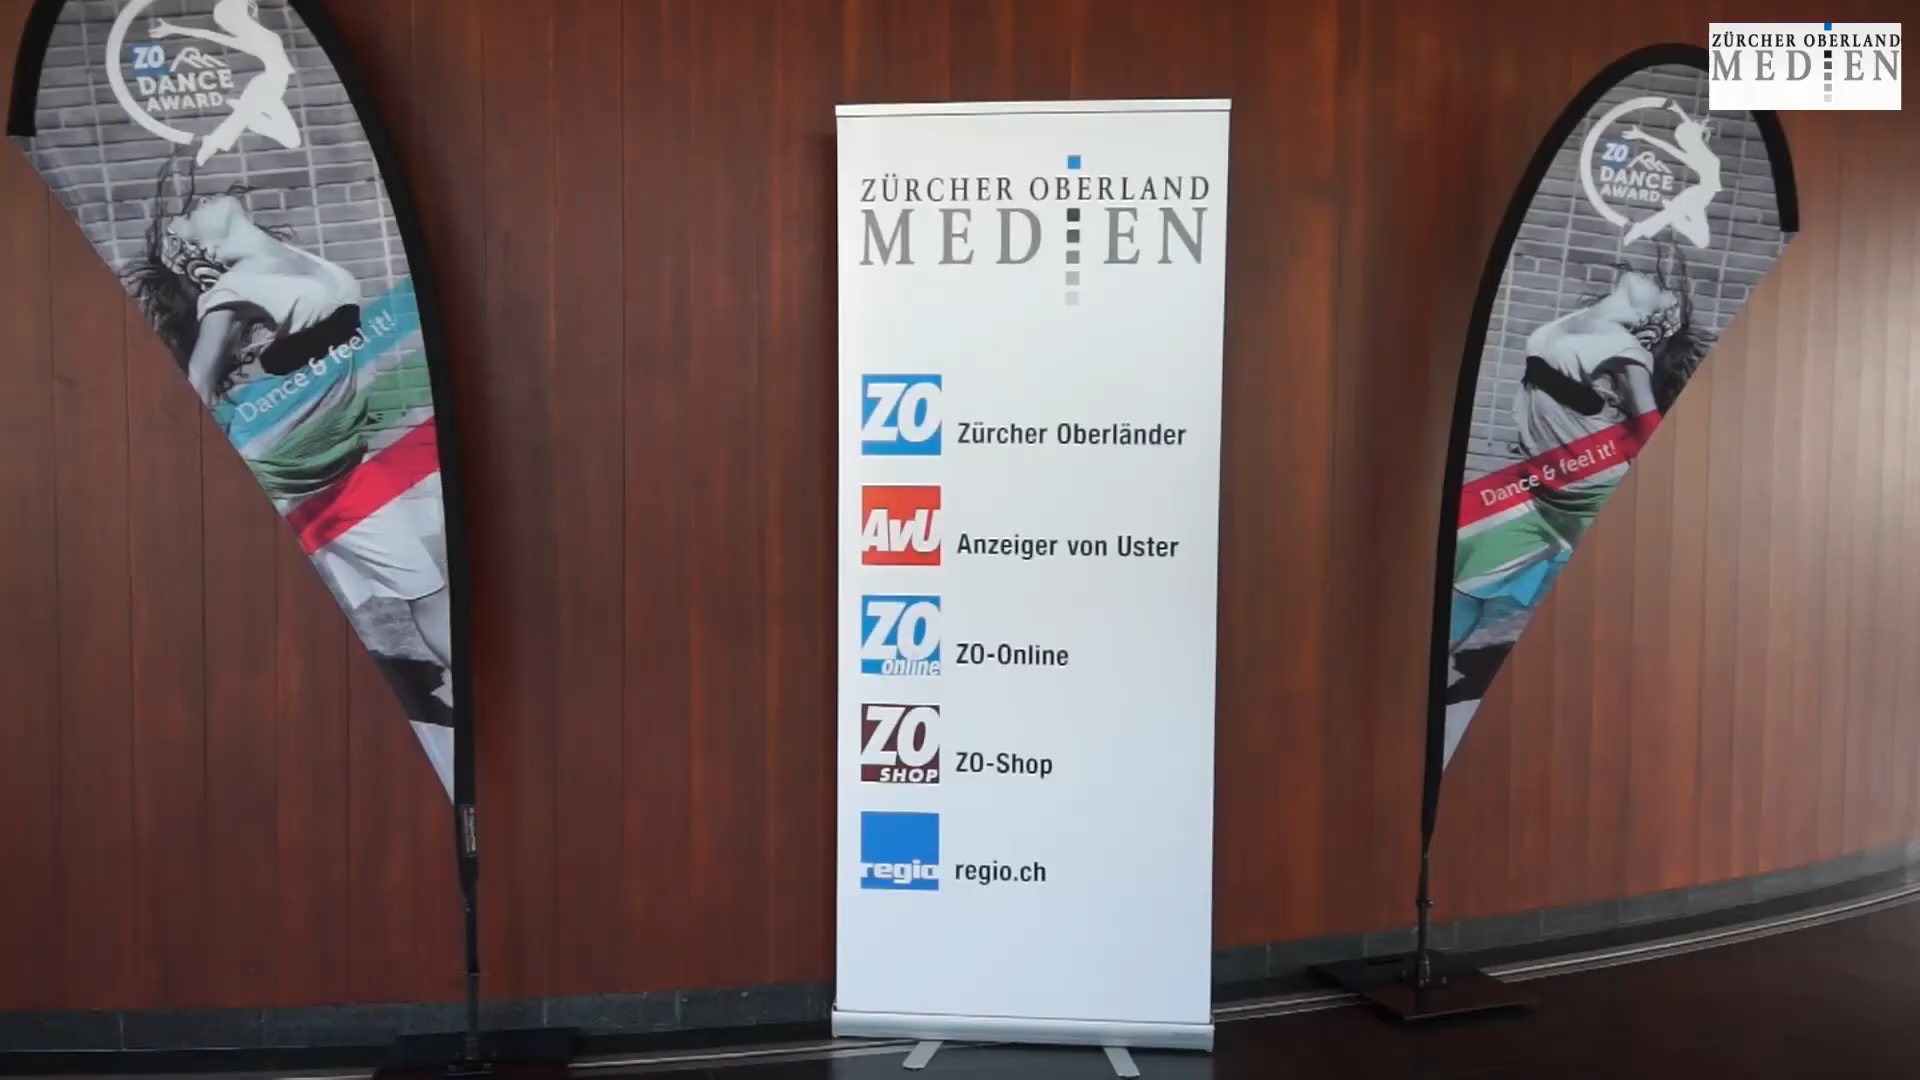 ZO
DANCE
AWARD
Dance & feel it!
ZÜRCHER OBERLAND
MEDIEN
ZO
Zürcher Oberländer
AvU
Anzeiger von Uster
ZO
online
ZO-Online
ZO
SHOP
ZO-Shop
regio
regio.ch
ZÜRCHER OBERLAND
MEDIEN
ZO
DANCE
AWARD
Dance & feel it!